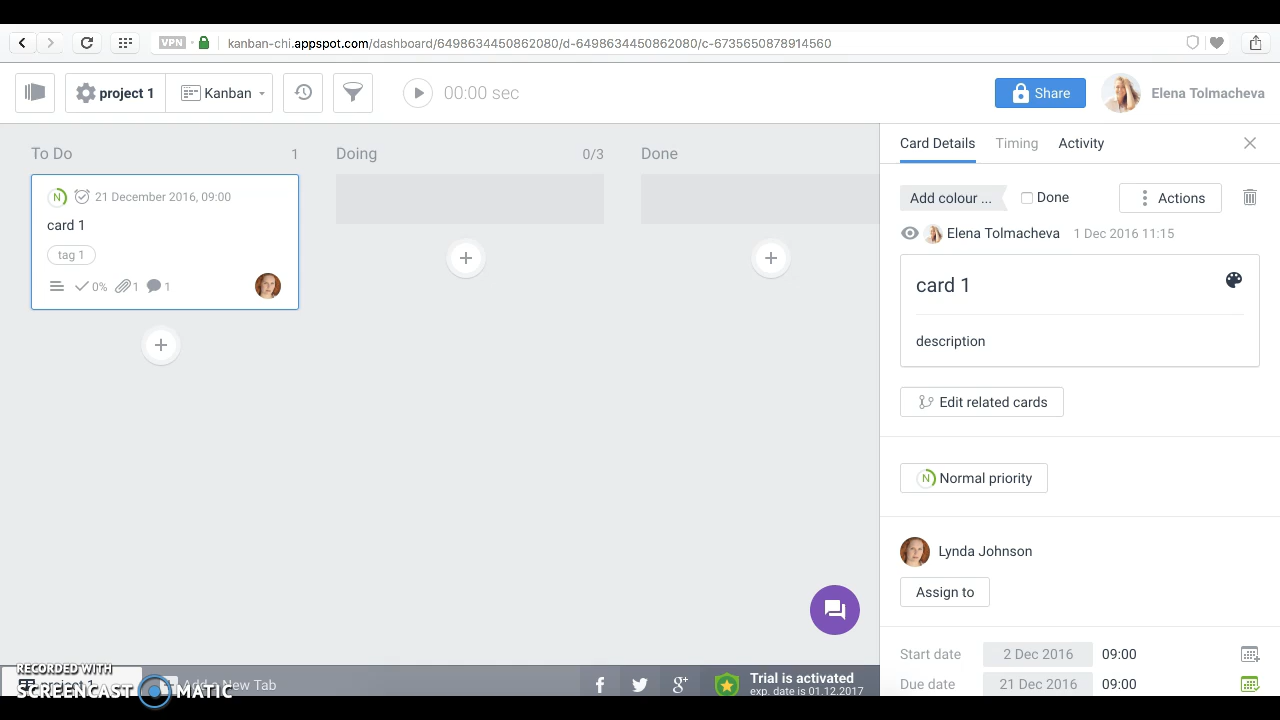 VPN
kanban-chi.appspot.com/dashboard/6498634450862080/d-6498634450862080/c-6735650878914560
project 1
Kanban
00:00 sec
Share
Elena Tolmacheva
To Do
1
Doing
0/3
Done
N
21 December 2016, 09:00
card 1
tag 1
0%
1
1
Card Details
Timing
Activity
Add colour ...
Done
Actions
Elena Tolmacheva
1 Dec 2016 11:15
card 1
description
Edit related cards
N Normal priority
Lynda Johnson
Assign to
Start date
2 Dec 2016
09:00
Due date
21 Dec 2016
09:00
project 1
Add a New Tab
f
g+
Trial is activated
exp. date is 01.12.2017
RECORDED WITH
SCREENCAST-O-MATIC